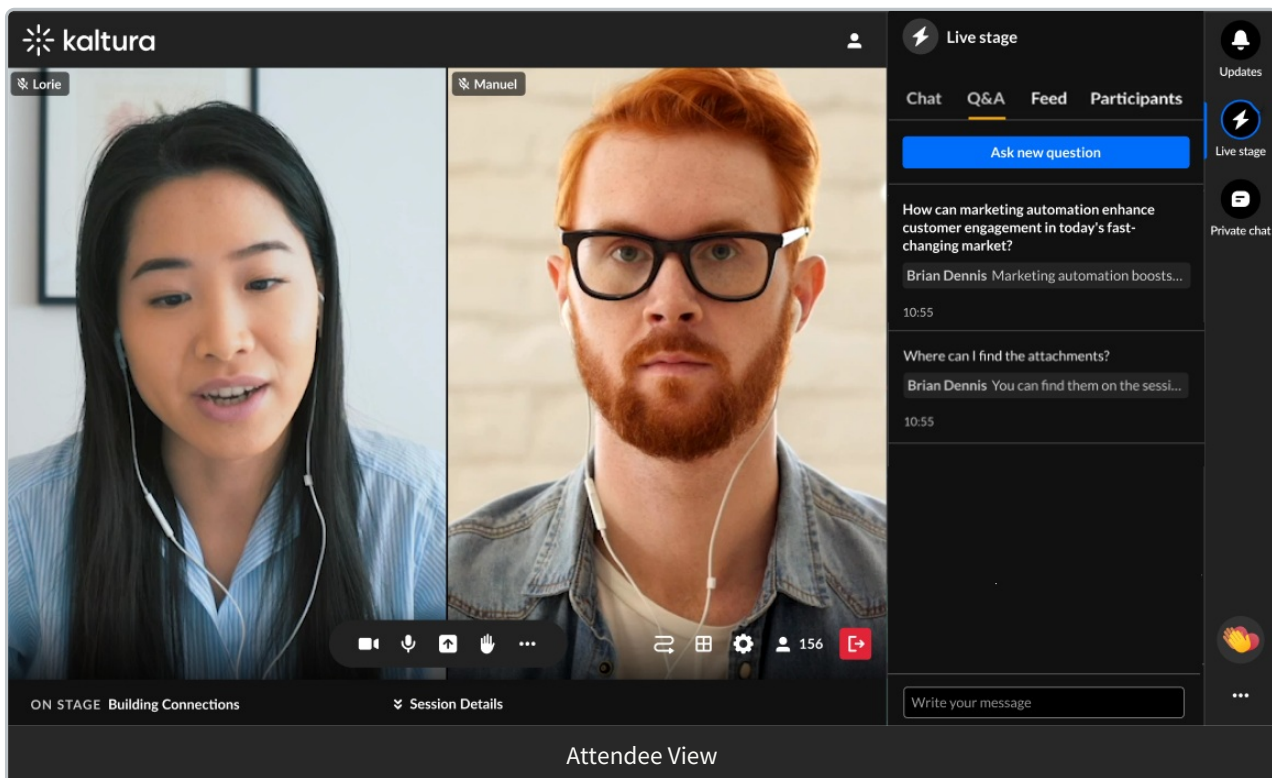 kaltura
Lorie
Manuel
156
ON STAGE Building Connections
Session Details
Live stage
Chat Q&A Feed Participants
Ask new question
How can marketing automation enhance
customer engagement in today's fast-
changing market?
Brian Dennis Marketing automation boosts...
10:55
Where can I find the attachments?
Brian Dennis You can find them on the sessi...
10:55
Write your message
Updates
Live stage
Private chat
Attendee View